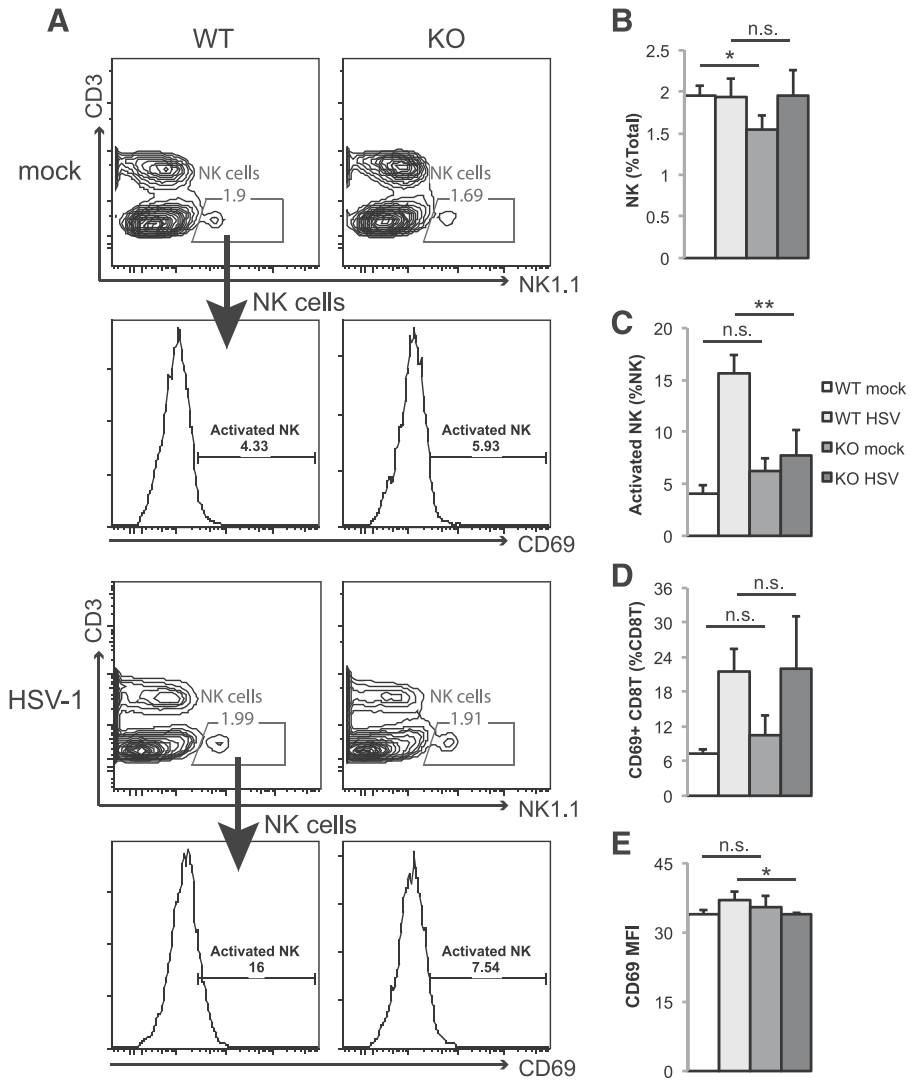 A
WT
KO
CD3
mock
NK cells
1.9
NK cells
1.69
NK1.1
NK cells
Activated NK
4.33
Activated NK
5.93
CD69
CD3
HSV-1
NK cells
1.99
NK cells
1.91
NK1.1
NK cells
Activated NK
16
Activated NK
7.54
CD69
B
n.s.
*
2.5
2
1.5
1
0.5
0
NK (%Total)
C
**
n.s.
20
15
10
5
0
Activated NK (%NK)
WT mock
WT HSV
KO mock
KO HSV
D
n.s.
n.s.
36
30
24
18
12
6
0
CD69+ CD8T (%CD8T)
E
n.s.
*
45
30
15
0
CD69 MFI